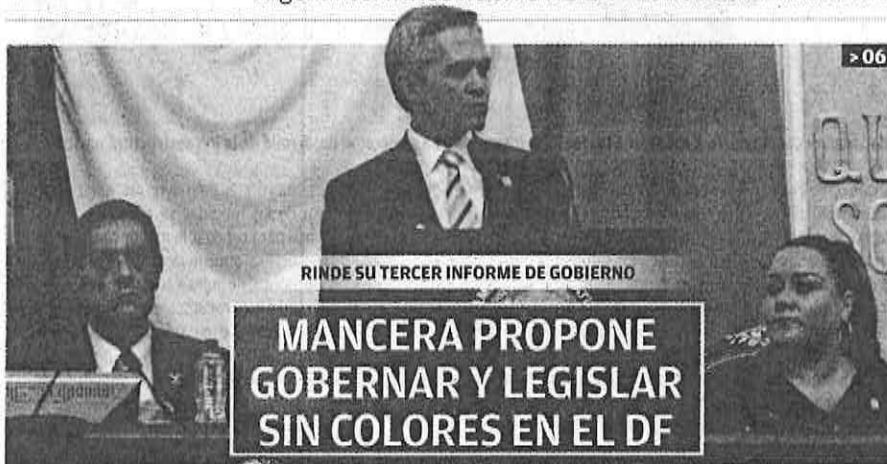 > 06
RINDE SU TERCER INFORME DE GOBIERNO
MANCERA PROPONE
GOBERNAR Y LEGISLAR
SIN COLORES EN EL DF